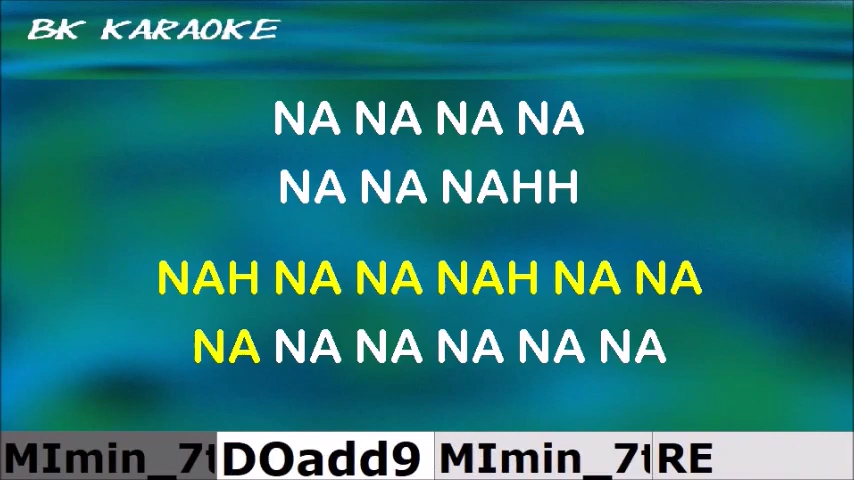 BK KARAOKE
NA NA NA NA
NA NA NAHH
NAH NA NA NAH NA NA
NA NA NA NA NA NA
MImin_7 DOadd9 MImin_7 RE